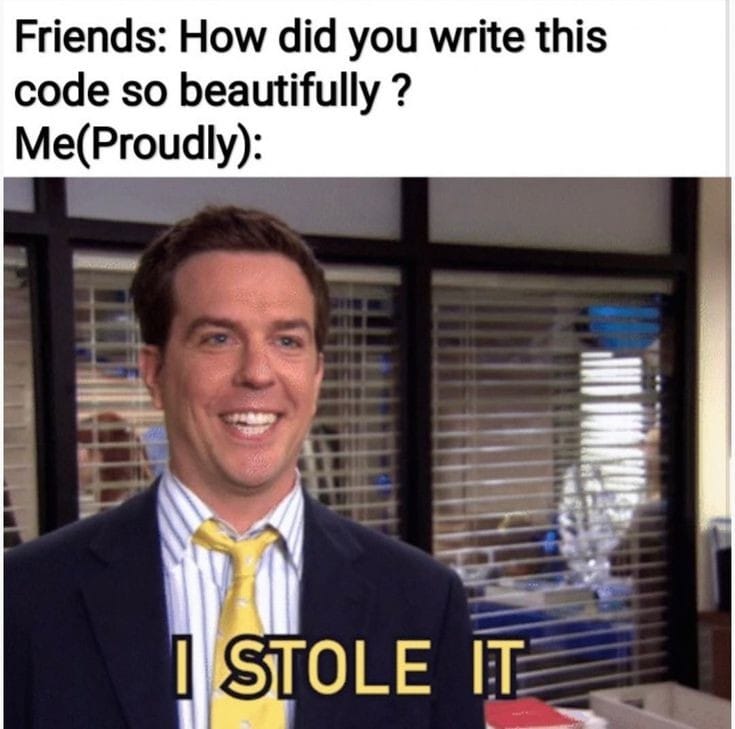 Friends: How did you write this
code so beautifully ?
Me(Proudly):
I STOLE IT